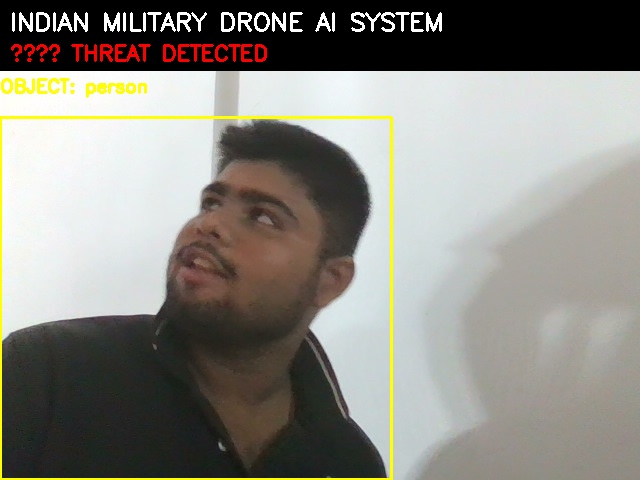 INDIAN MILITARY DRONE AI SYSTEM
???? THREAT DETECTED
OBJECT: person